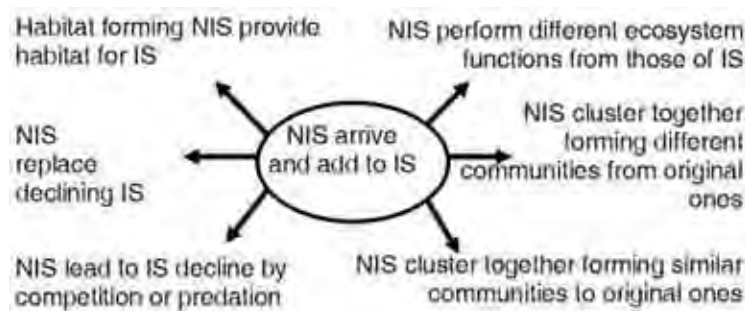 Habitat forming NIS provide
habitat for IS
NIS perform different ecosystem
functions from those of IS
NIS arrive
and add to IS
NIS
replace
declining IS
NIS cluster together
forming different
communities from original
ones
NIS lead to IS decline by
competition or predation
NIS cluster together forming similar
communities to original ones